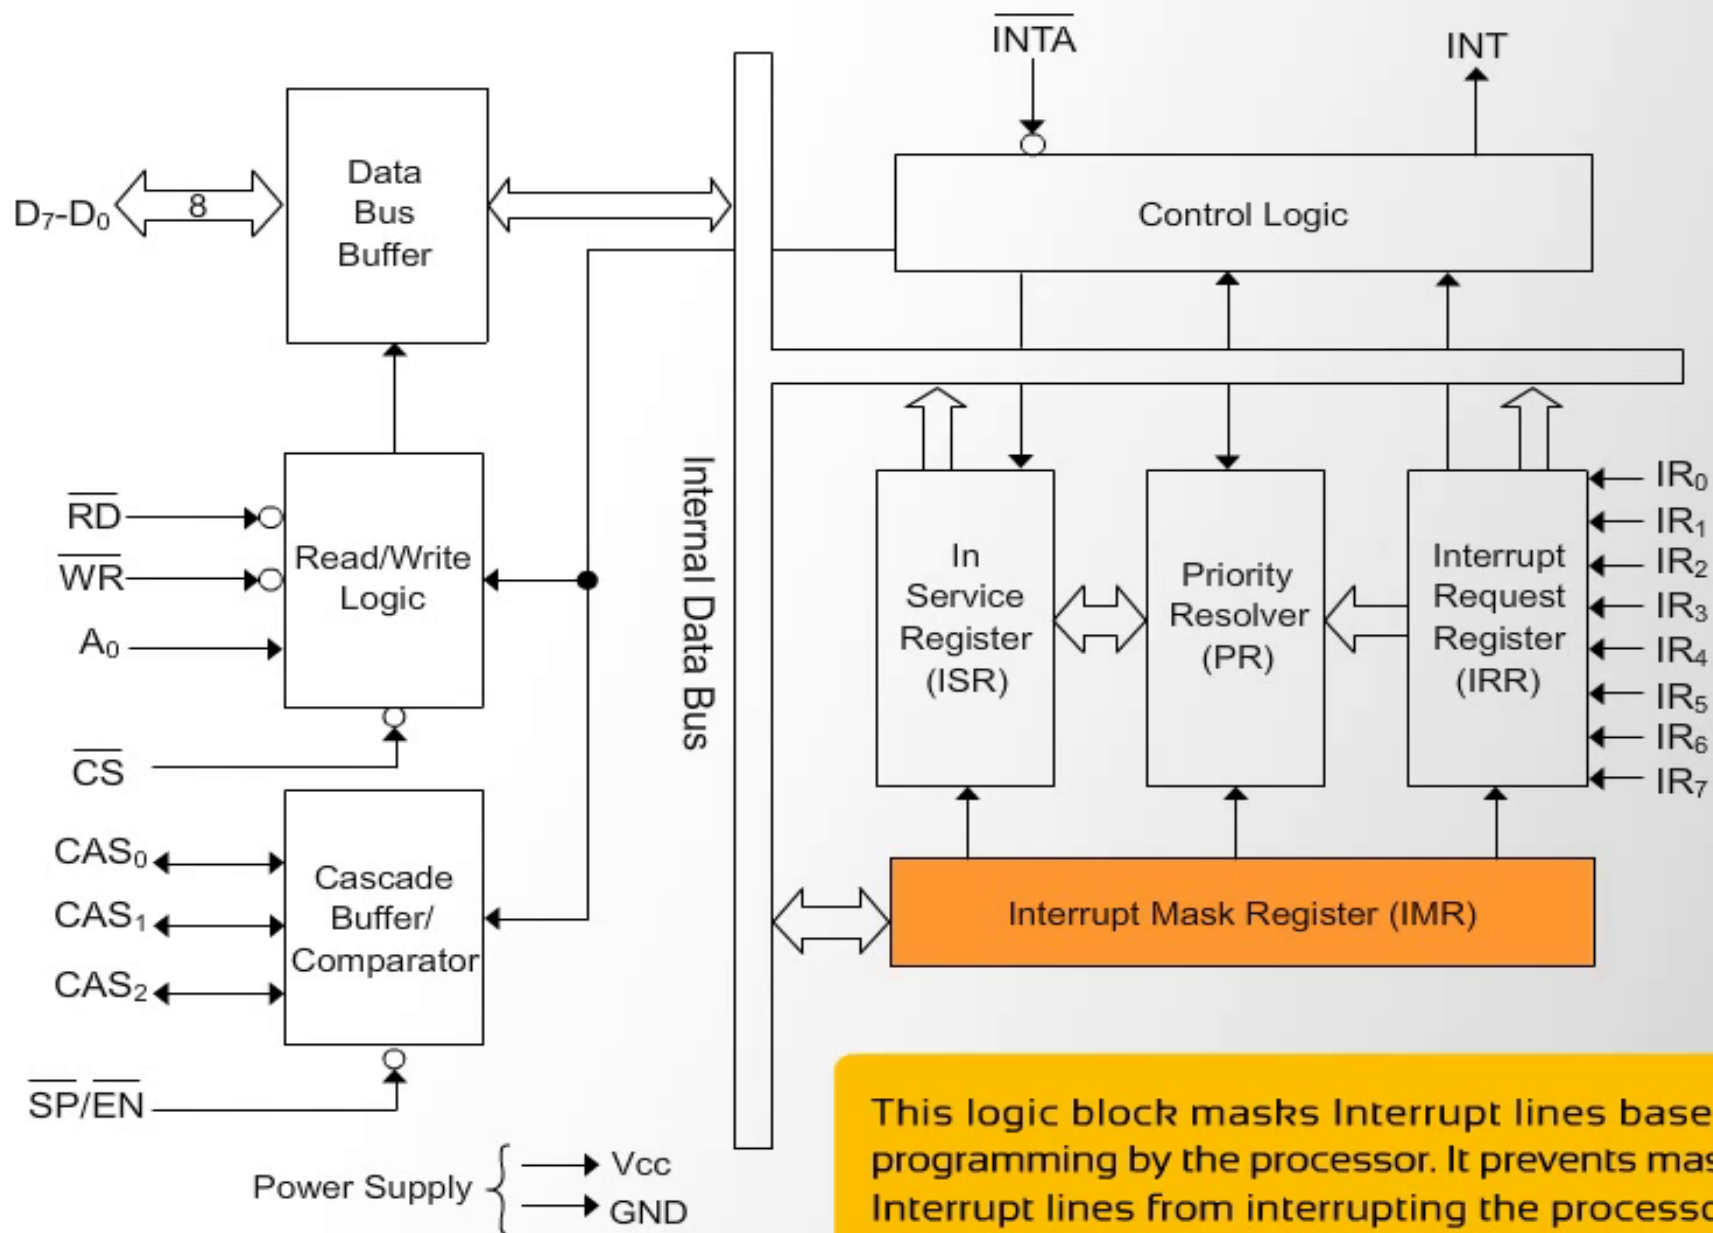 INTA
INT
Data
Bus
Buffer
D7-D0
8
Control Logic
Internal Data Bus
RD
WR
A0
CS
Read/Write
Logic
In
Service
Register
(ISR)
Priority
Resolver
(PR)
Interrupt
Request
Register
(IRR)
IR0
IR1
IR2
IR3
IR4
IR5
IR6
IR7
CAS0
CAS1
CAS2
Cascade
Buffer/
Comparator
SP/EN
Interrupt Mask Register (IMR)
Power Supply
Vcc
GND
This logic block masks Interrupt lines
programming by the processor. It prevents
Interrupt lines from interrupting the